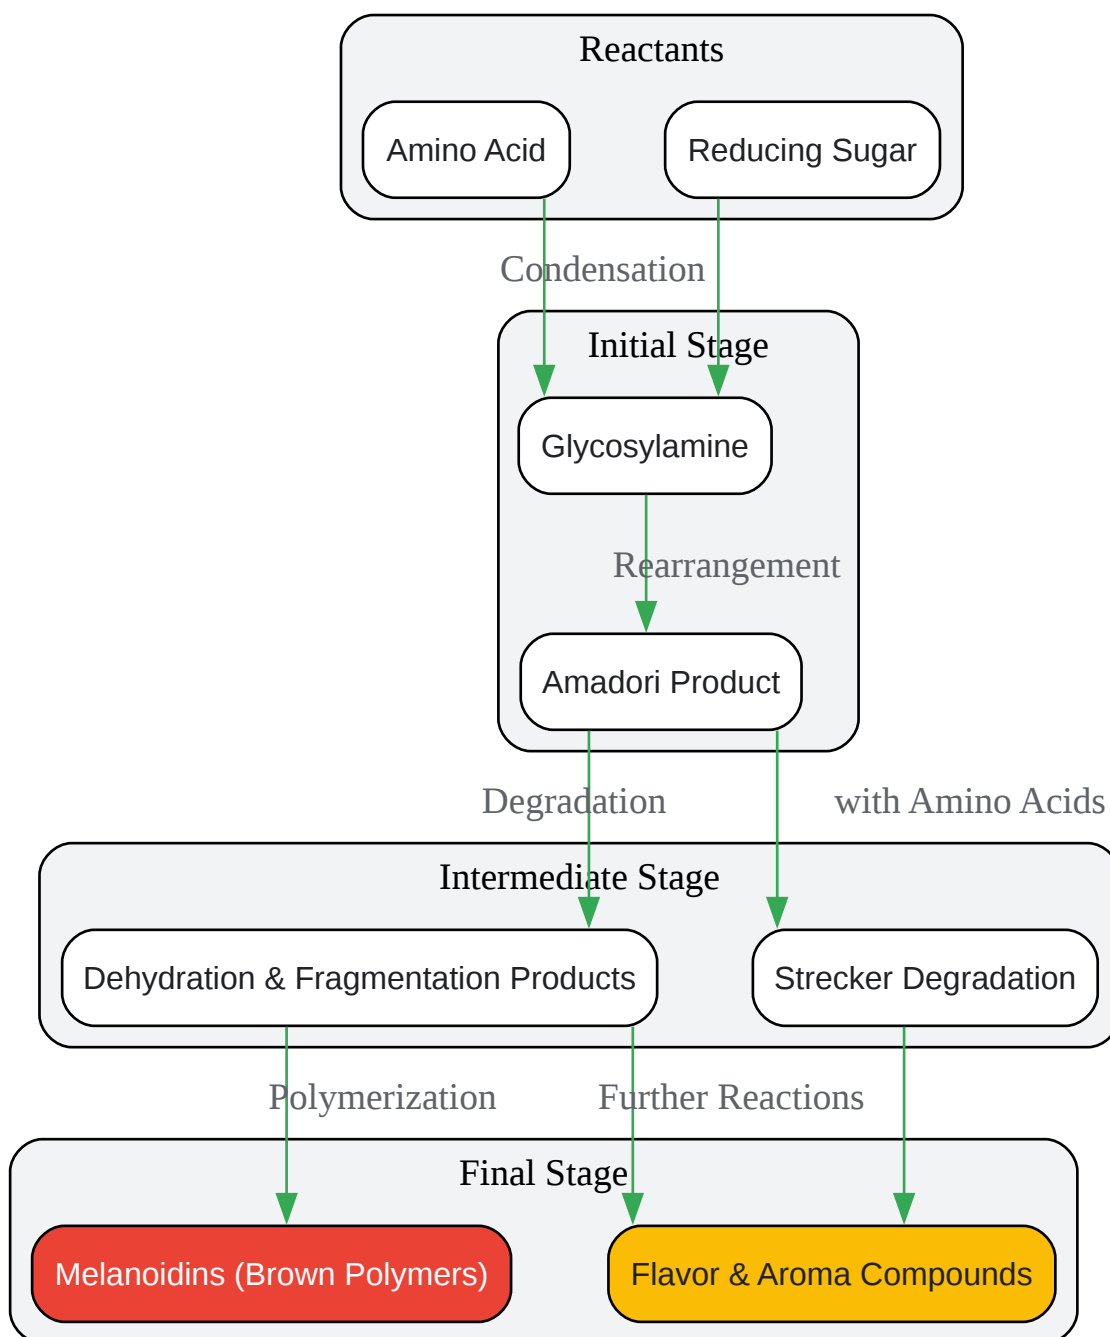 Reactants
Amino Acid
Reducing Sugar
Condensation
Initial Stage
Glycosylamine
Rearrangement
Amadori Product
Degradation
with Amino Acids
Intermediate Stage
Dehydration & Fragmentation Products
Strecker Degradation
Polymerization
Further Reactions
Final Stage
Melanoidins (Brown Polymers)
Flavor & Aroma Compounds